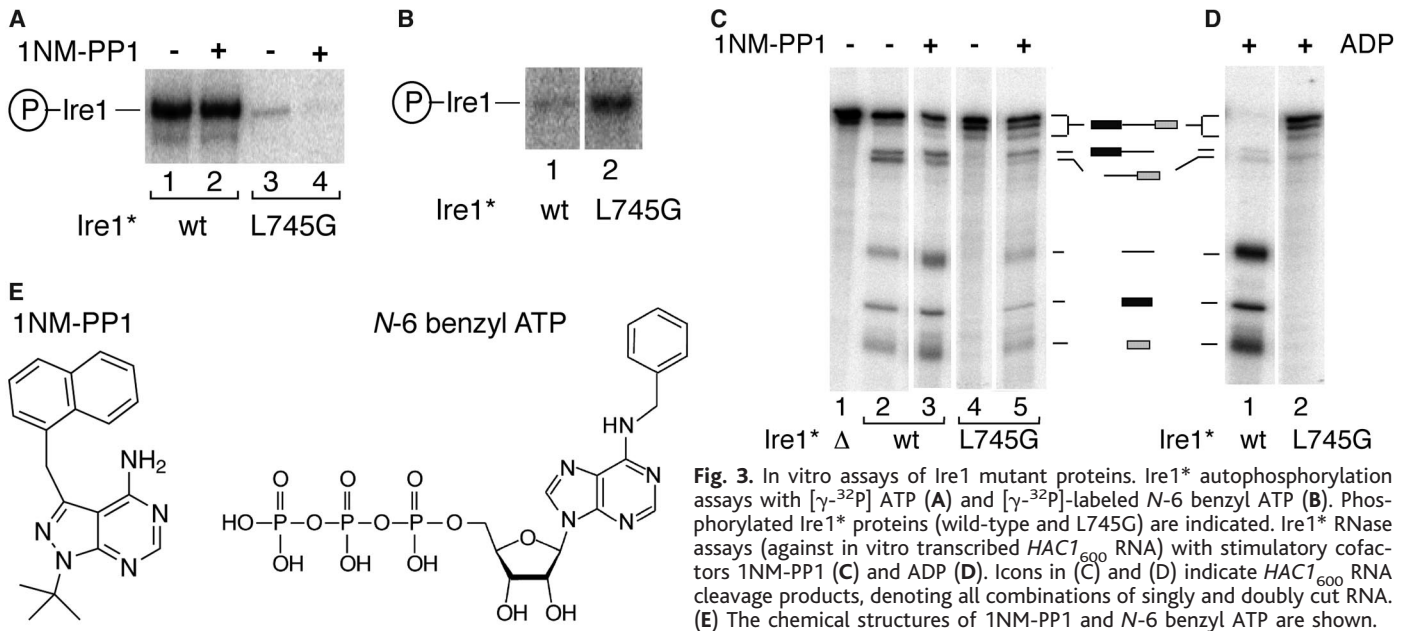 A
1NM-PP1 - + - +
P-Ire1
1 2 3 4
Ire1* wt L745G
B
P-Ire1
1 2
Ire1* wt L745G
C
1NM-PP1 - - + - +
1 2 3 4 5
Ire1* Δ wt L745G
D
+ + ADP
1 2
Ire1* wt L745G
E
1NM-PP1
N-6 benzyl ATP
NH2
N
N
N
N
O O O
HO-P-O-P-O-P-O
OH OH OH
O
OH OH
HN
N
N
N
N
Fig. 3. In vitro assays of Ire1 mutant proteins. Ire1* autophosphorylation
assays with [γ-32P] ATP (A) and [γ-32P]-labeled N-6 benzyl ATP (B). Phos-
phorylated Ire1* proteins (wild-type and L745G) are indicated. Ire1* RNase
assays (against in vitro transcribed HAC1600 RNA) with stimulatory cofac-
tors 1NM-PP1 (C) and ADP (D). Icons in (C) and (D) indicate HAC1600 RNA
cleavage products, denoting all combinations of singly and doubly cut RNA.
(E) The chemical structures of 1NM-PP1 and N-6 benzyl ATP are shown.